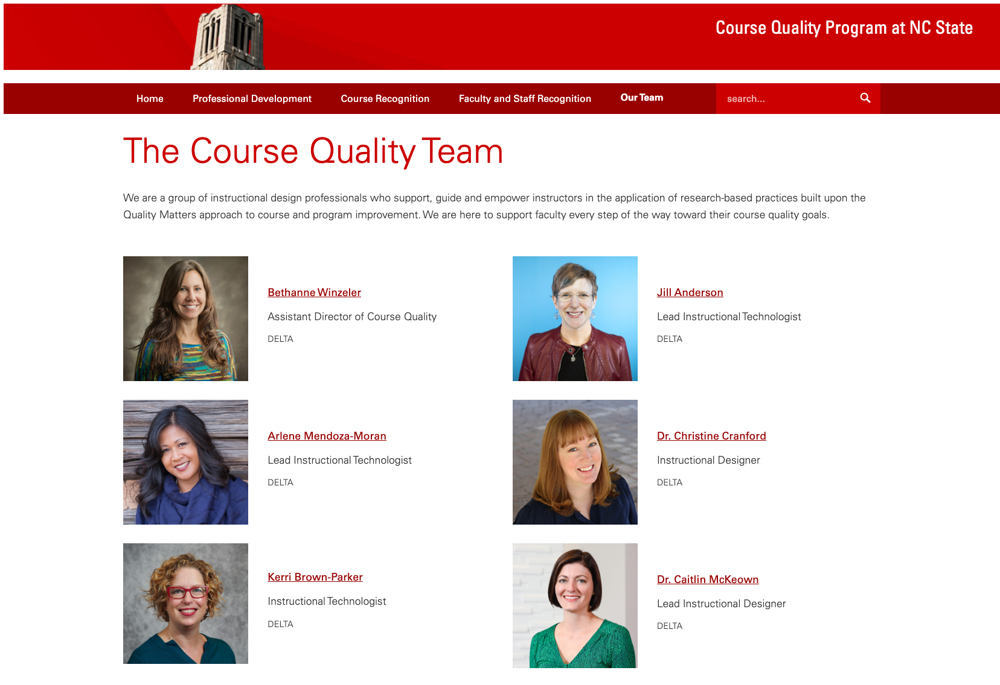 Course Quality Program at NC State
Home Professional Development Course Recognition Faculty and Staff Recognition Our Team search...
The Course Quality Team
We are a group of instructional design professionals who support, guide and empower instructors in the application of research-based practices built upon the
Quality Matters approach to course and program improvement. We are here to support faculty every step of the way toward their course quality goals.
Bethanne Winzeler
Assistant Director of Course Quality
DELTA
Jill Anderson
Lead Instructional Technologist
DELTA
Arlene Mendoza-Moran
Lead Instructional Technologist
DELTA
Dr. Christine Cranford
Instructional Designer
DELTA
Kerri Brown-Parker
Instructional Technologist
DELTA
Dr. Caitlin McKeown
Lead Instructional Designer
DELTA